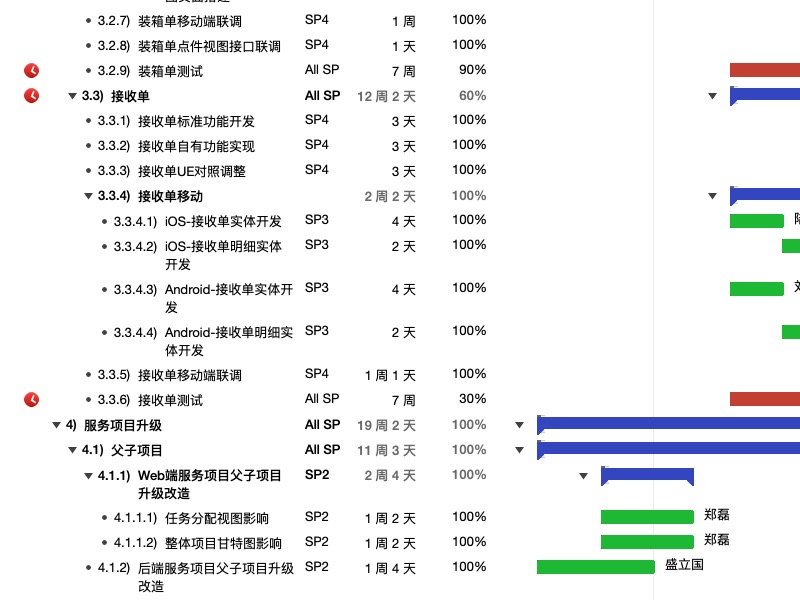 3.2.7) 装箱单移动端联调 SP4 1 周 100%
3.2.8) 装箱单点件视图接口联调 SP4 1 天 100%
3.2.9) 装箱单测试 All SP 7 周 90%
3.3) 接收单 All SP 12 周 2 天 60%
3.3.1) 接收单标准功能开发 SP4 3 天 100%
3.3.2) 接收单自有功能实现 SP4 3 天 100%
3.3.3) 接收单UE对照调整 SP4 3 天 100%
3.3.4) 接收单移动 2 周 2 天 100%
3.3.4.1) iOS-接收单实体开发 SP3 4 天 100%
3.3.4.2) iOS-接收单明细实体 SP3 2 天 100%
开发
3.3.4.3) Android-接收单实体开 SP3 4 天 100%
发
3.3.4.4) Android-接收单明细实 SP3 2 天 100%
体开发
3.3.5) 接收单移动端联调 SP4 1 周 1 天 100%
3.3.6) 接收单测试 All SP 7 周 30%
4) 服务项目升级 All SP 19 周 2 天 100%
4.1) 父子项目 All SP 11 周 3 天 100%
4.1.1) Web端服务项目父子项目 SP2 2 周 4 天 100%
升级改造
4.1.1.1) 任务分配视图影响 SP2 1 周 2 天 100% 郑磊
4.1.1.2) 整体项目甘特图影响 SP2 1 周 2 天 100% 郑磊
4.1.2) 后端服务项目父子项目升级 SP2 1 周 4 天 100% 盛立国
改造